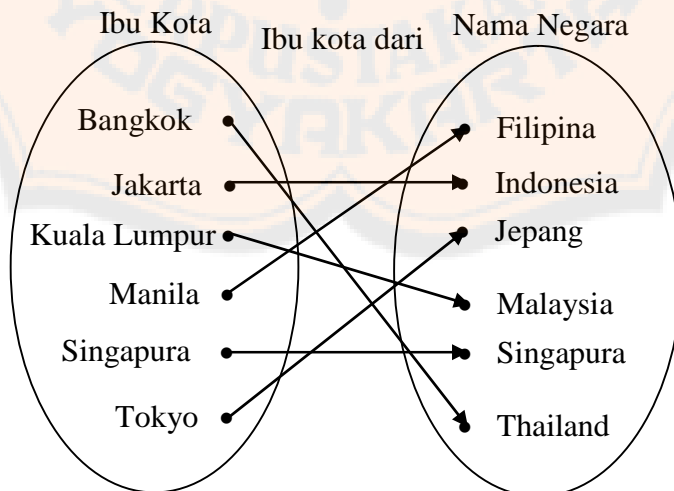 Ibu Kota
Ibu kota dari
Nama Negara
Bangkok
Jakarta
Kuala Lumpur
Manila
Singapura
Tokyo
Filipina
Indonesia
Jepang
Malaysia
Singapura
Thailand